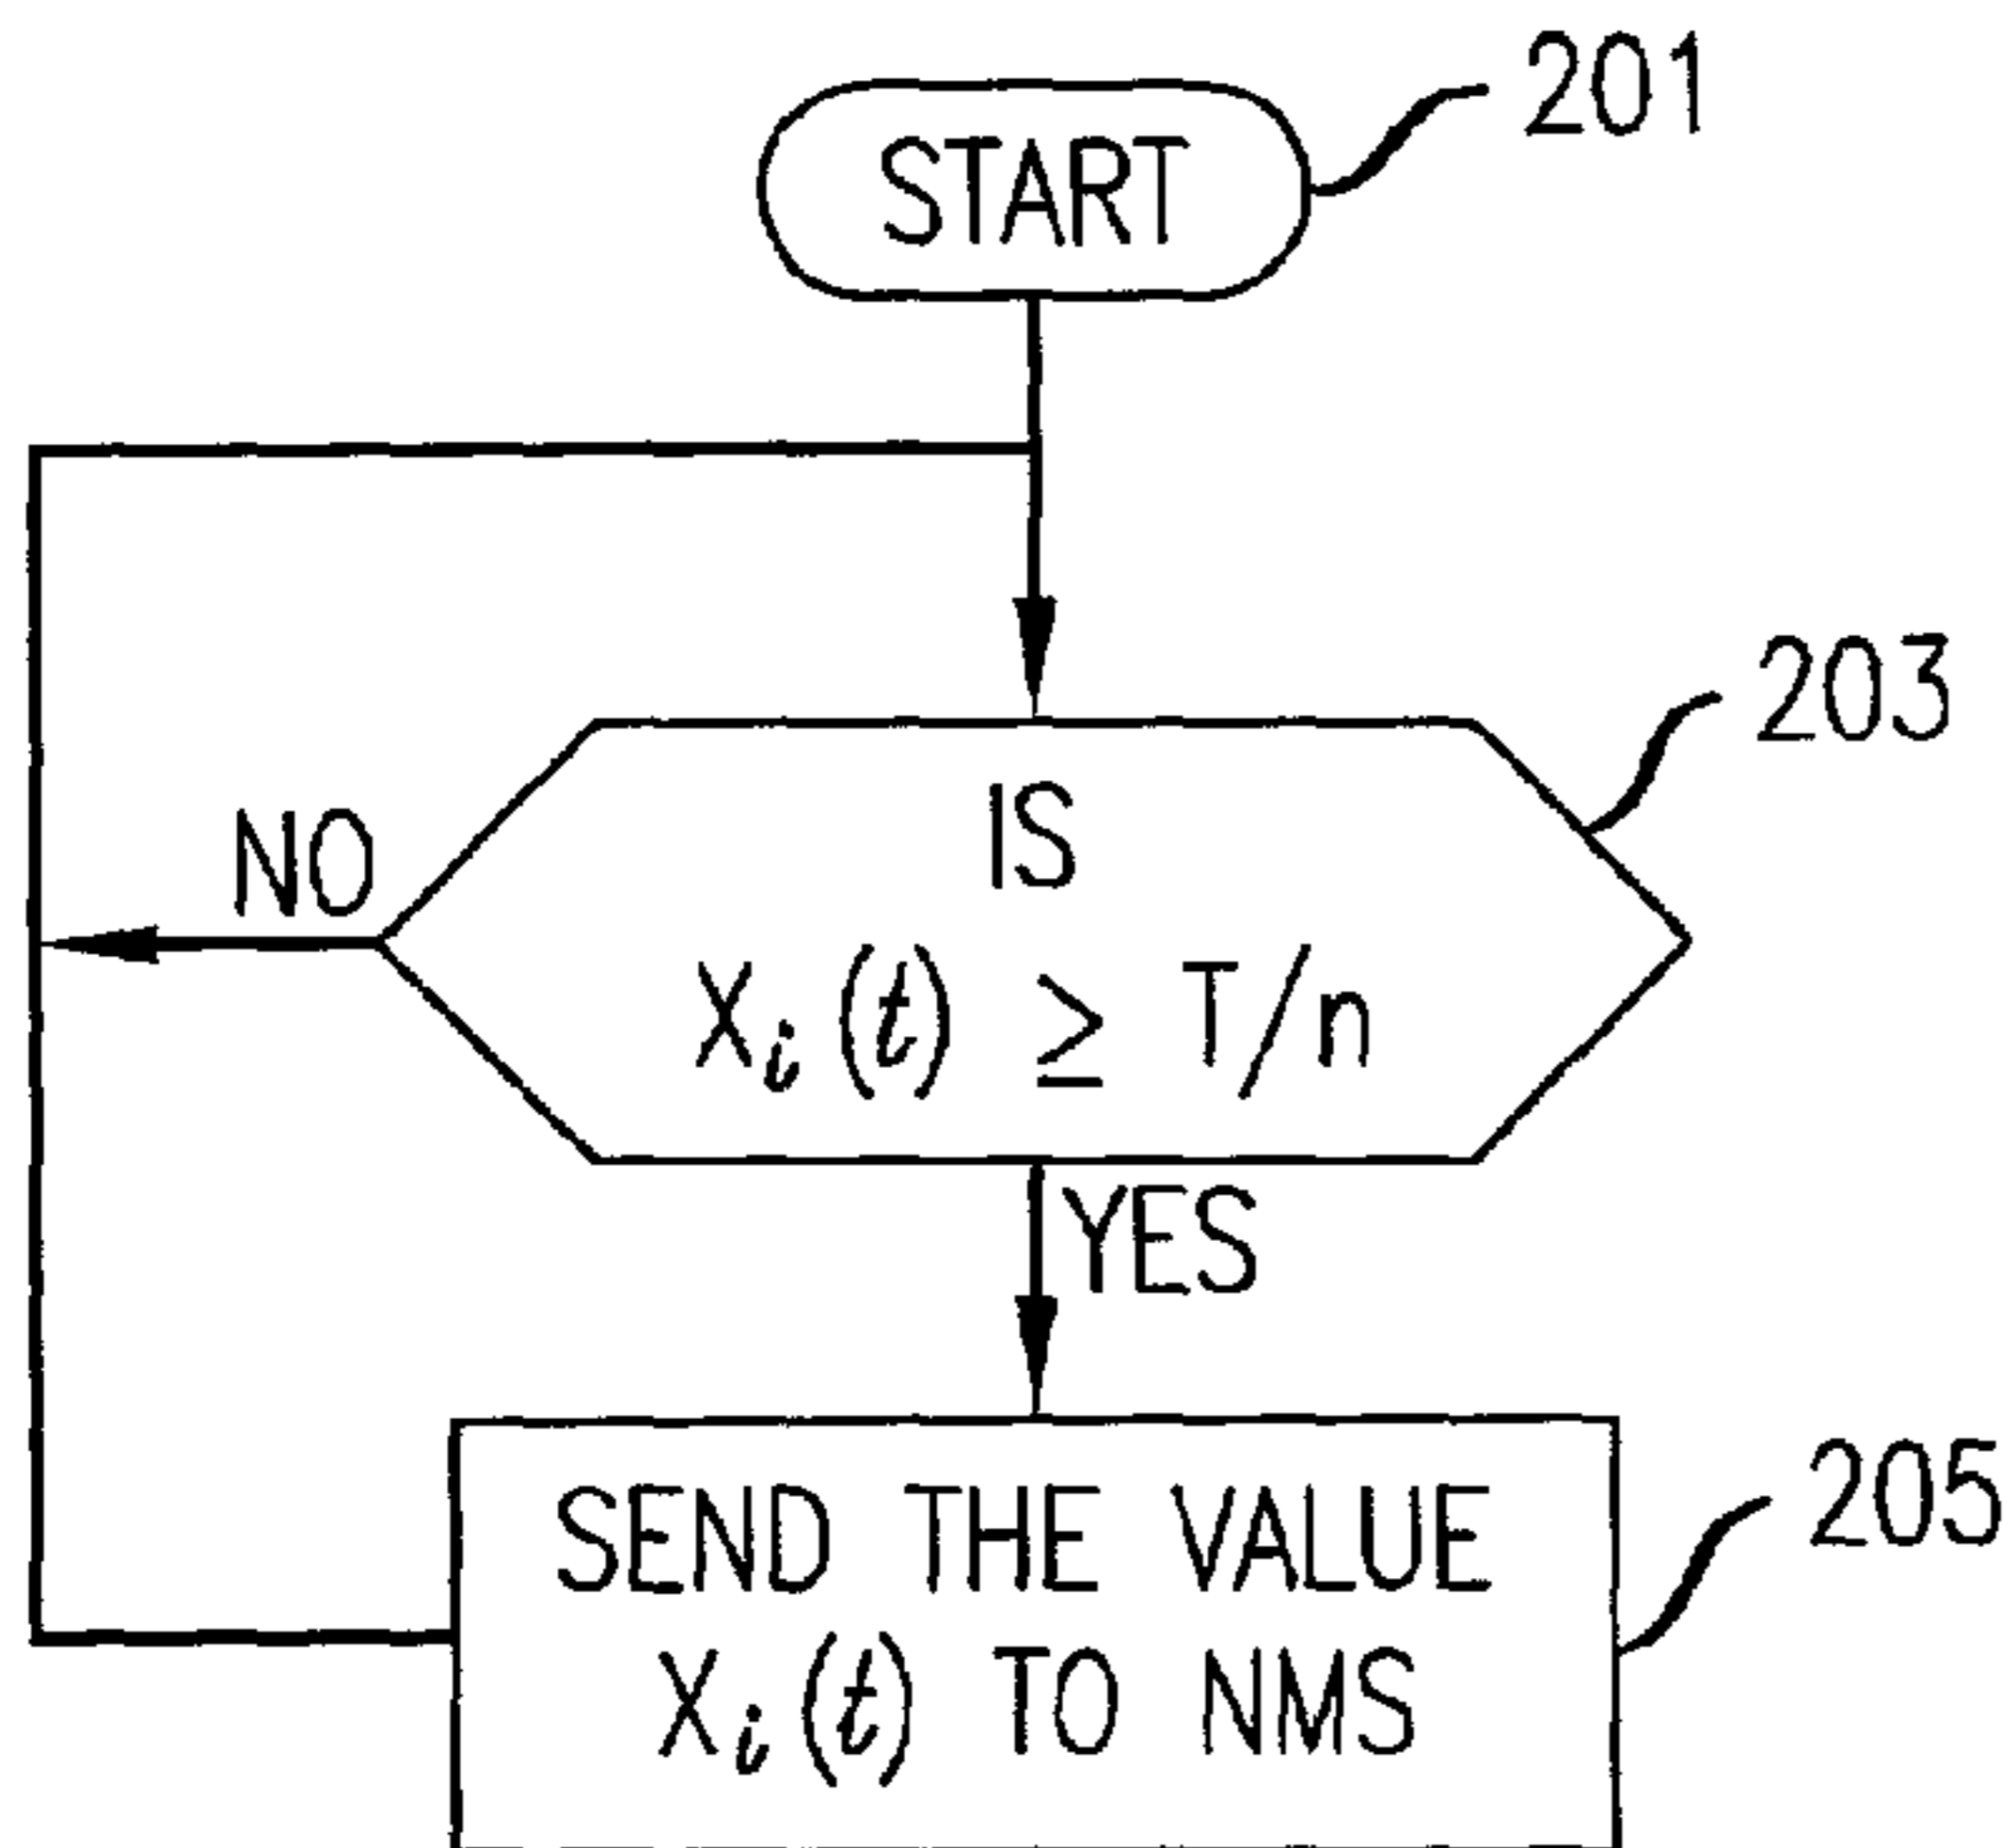 201
START
203
NO
IS
Xi (t) ≥ T/n
YES
205
SEND THE VALUE
Xi (t) TO NMS